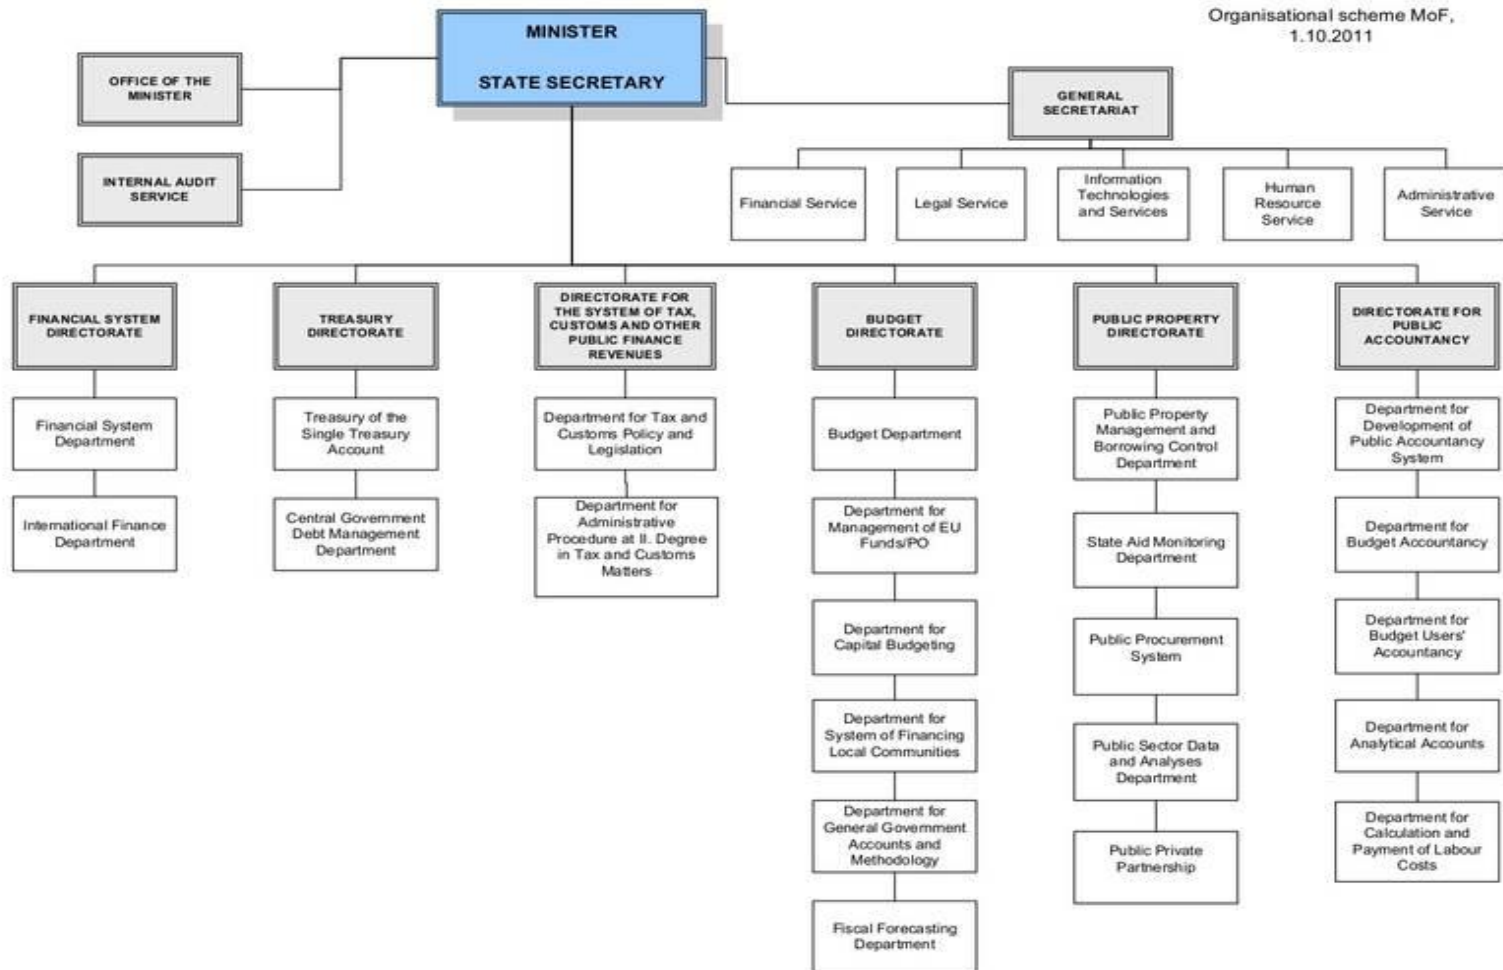 Organisational scheme MoF,
1.10.2011
MINISTER
STATE SECRETARY
OFFICE OF THE
MINISTER
INTERNAL AUDIT
SERVICE
GENERAL
SECRETARIAT
Financial Service
Legal Service
Information
Technologies
and Services
Human
Resource
Service
Administrative
Service
FINANCIAL SYSTEM
DIRECTORATE
Financial System
Department
International Finance
Department
TREASURY
DIRECTORATE
Treasury of the
Single Treasury
Account
Central Government
Debt Management
Department
DIRECTORATE FOR
THE SYSTEM OF TAX,
CUSTOMS AND OTHER
PUBLIC FINANCE
REVENUES
Department for Tax and
Customs Policy and
Legislation
Department for
Administrative
Procedure at II. Degree
in Tax and Customs
Matters
BUDGET
DIRECTORATE
Budget Department
Department for
Management of EU
Funds/PO
Department for
Capital Budgeting
Department for
System of Financing
Local Communities
Department for
General Government
Accounts and
Methodology
Fiscal Forecasting
Department
PUBLIC PROPERTY
DIRECTORATE
Public Property
Management and
Borrowing Control
Department
State Aid Monitoring
Department
Public Procurement
System
Public Sector Data
and Analyses
Department
Public Private
Partnership
DIRECTORATE FOR
PUBLIC
ACCOUNTANCY
Department for
Development of
Public Accountancy
System
Department for
Budget Accountancy
Department for
Budget Users'
Accountancy
Department for
Analytical Accounts
Department for
Calculation and
Payment of Labour
Costs